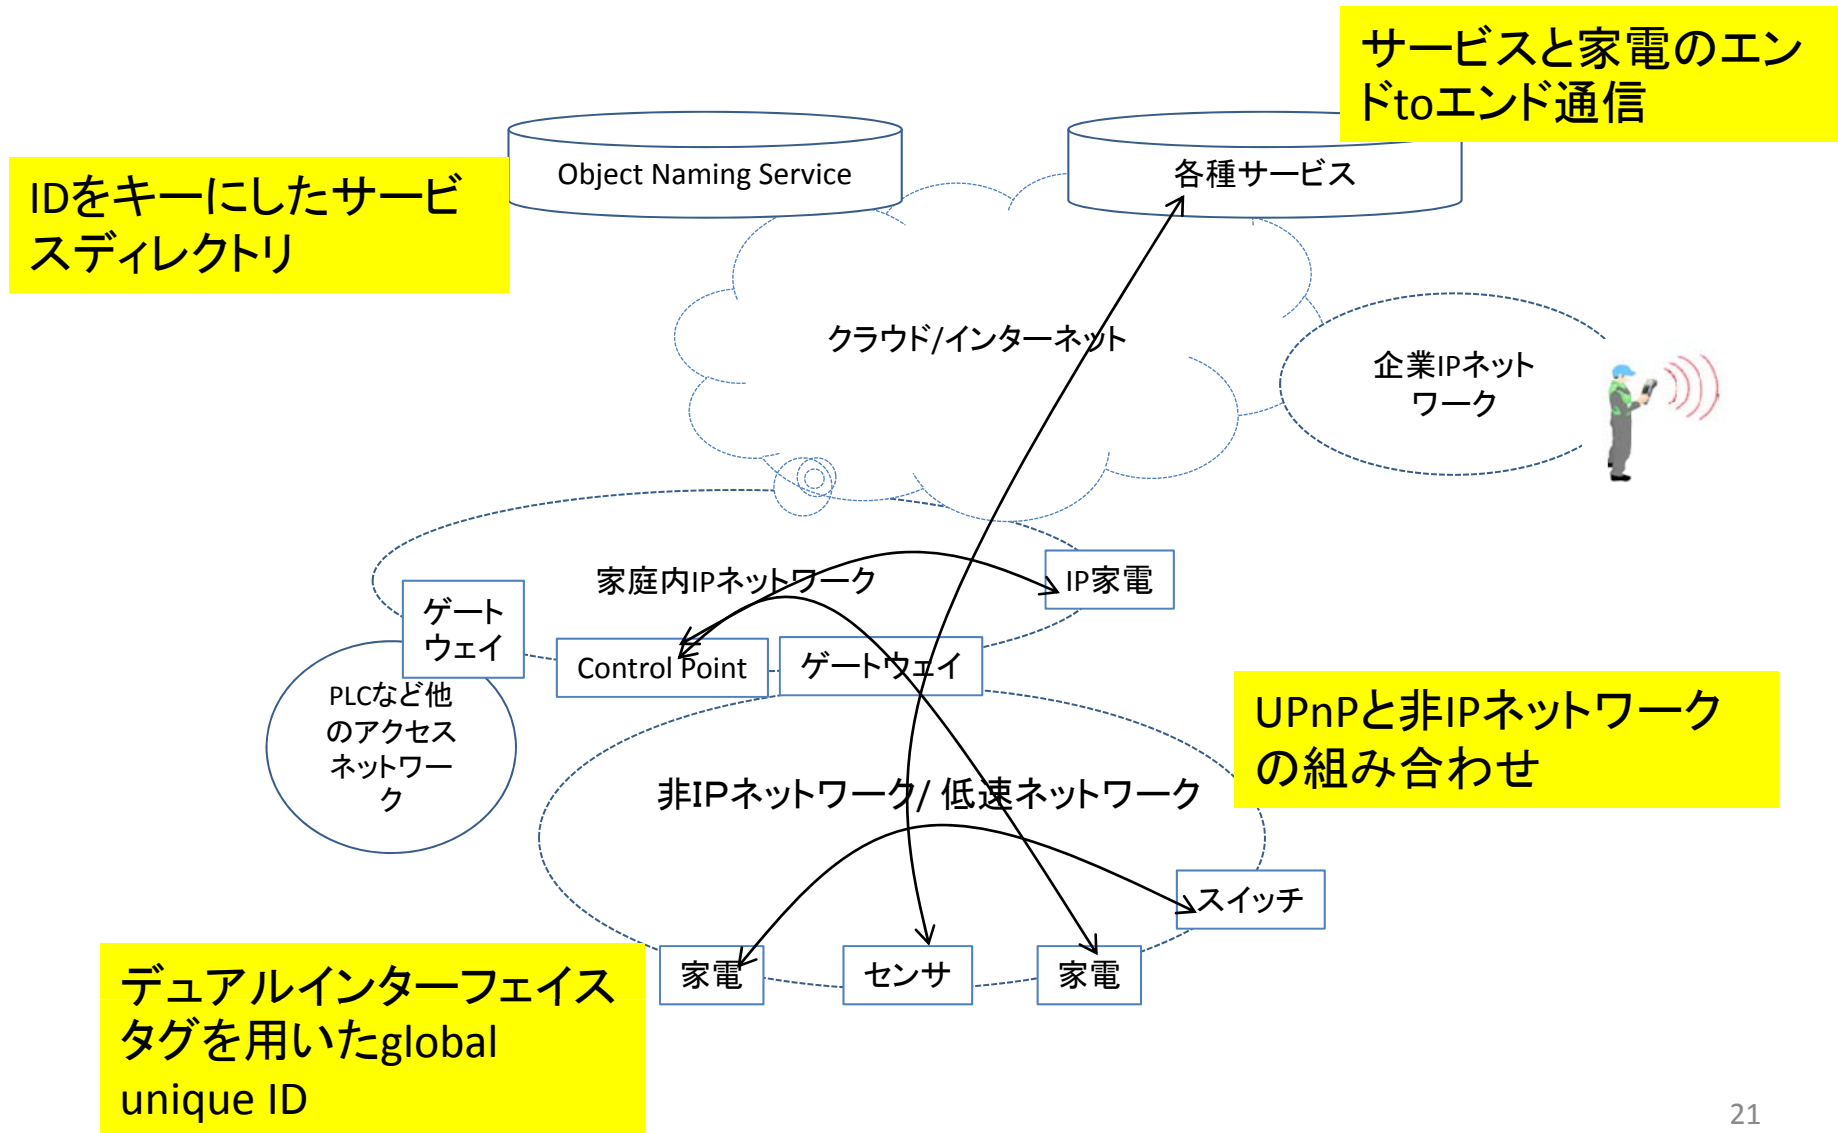 サービスと家電のエン
ドtoエンド通信
Object Naming Service
各種サービス
IDをキーにしたサービ
スディレクトリ
クラウド/インターネット
企業IPネット
ワーク
家庭内IPネットワーク
IP家電
ゲート
ウェイ
Control Point
ゲートウェイ
PLCなど他
のアクセス
ネットワー
ク
UPnPと非IPネットワーク
の組み合わせ
非IPネットワーク/ 低速ネットワーク
スイッチ
家電
センサ
家電
デュアルインターフェイス
タグを用いたglobal
unique ID
21